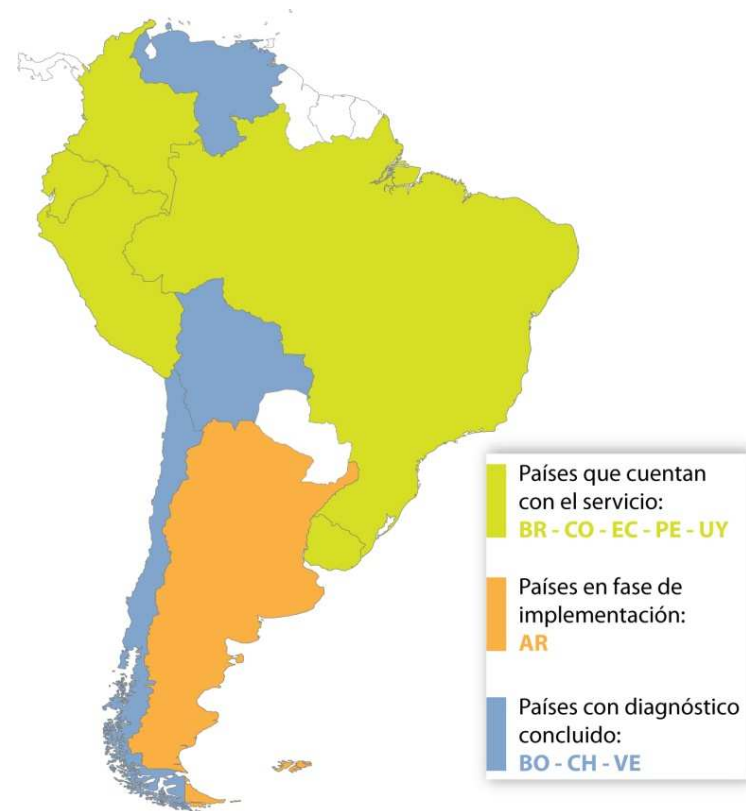 Países que cuentan
con el servicio:
BR - CO - EC - PE - UY
Países en fase de
implementación:
AR
Países con diagnóstico
concluido:
BO - CH - VE